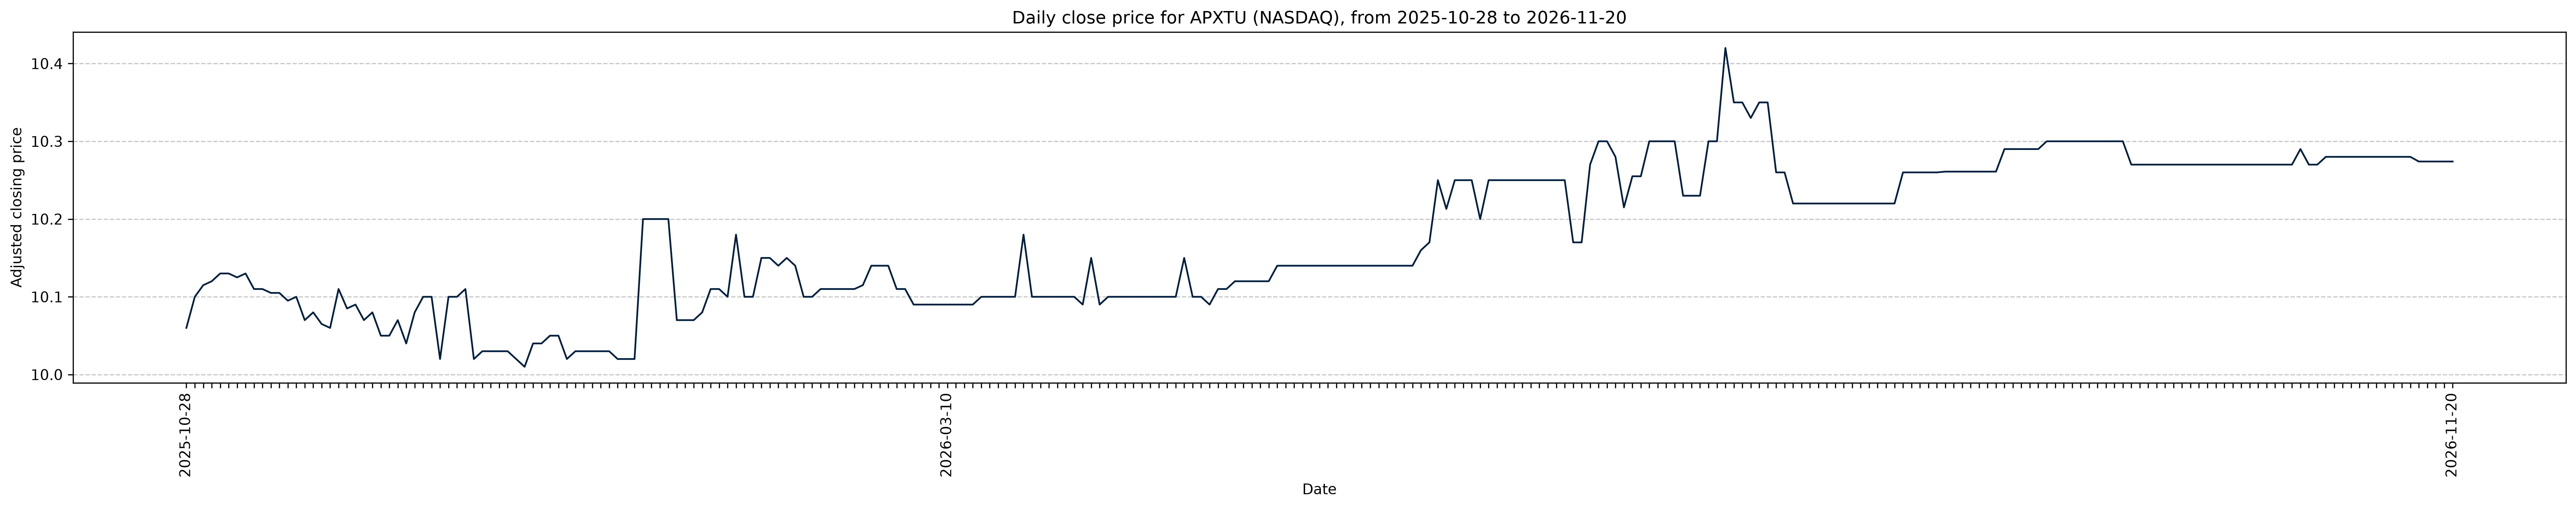 Daily close price for APXTU (NASDAQ), from 2025-10-28 to 2026-11-20
Adjusted closing price
10.4
10.3
10.2
10.1
10.0
2025-10-28
2026-03-10
2026-11-20
Date